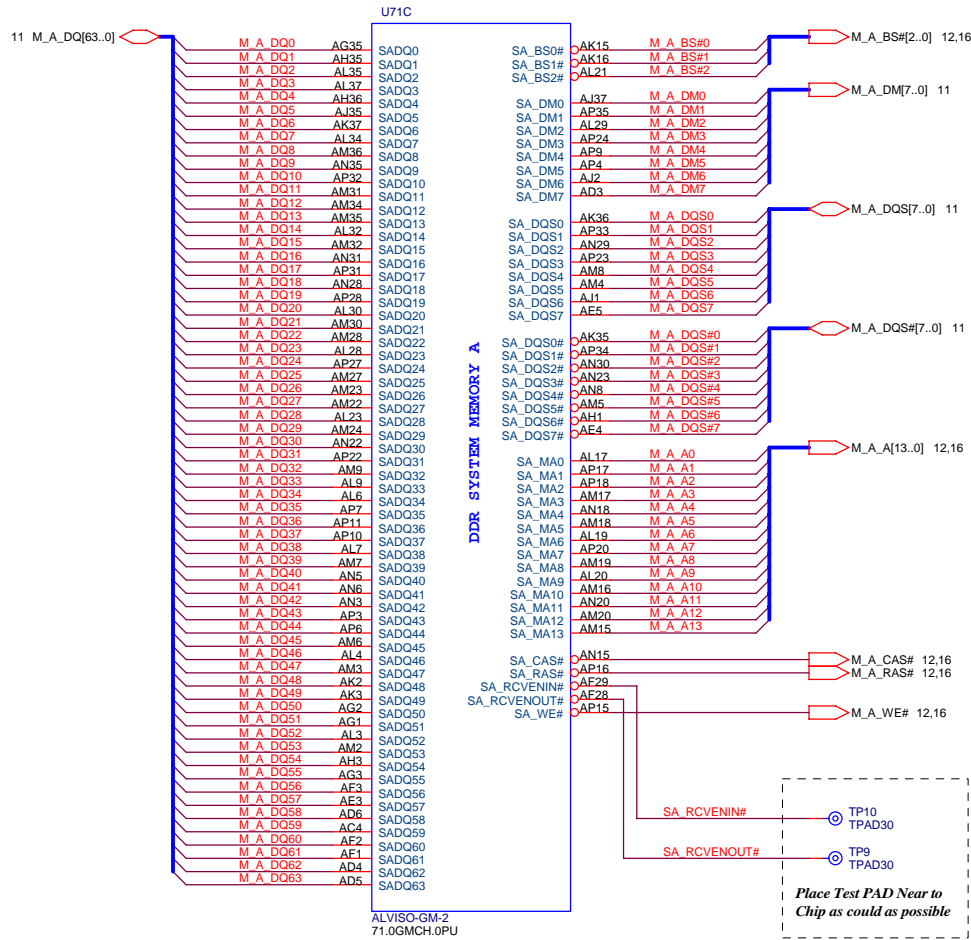 U71C
11 M_A_DQ[63..0]
M_A_DQ0 AG35 SADQ0
M_A_DQ1 AH35 SADQ1
M_A_DQ2 AL35 SADQ2
M_A_DQ3 AL37 SADQ3
M_A_DQ4 AH36 SADQ4
M_A_DQ5 AJ35 SADQ5
M_A_DQ6 AK37 SADQ6
M_A_DQ7 AL34 SADQ7
M_A_DQ8 AM36 SADQ8
M_A_DQ9 AN35 SADQ9
M_A_DQ10 AP32 SADQ10
M_A_DQ11 AM31 SADQ11
M_A_DQ12 AM34 SADQ12
M_A_DQ13 AM35 SADQ13
M_A_DQ14 AL32 SADQ14
M_A_DQ15 AM32 SADQ15
M_A_DQ16 AN31 SADQ16
M_A_DQ17 AP31 SADQ17
M_A_DQ18 AN28 SADQ18
M_A_DQ19 AP28 SADQ19
M_A_DQ20 AL30 SADQ20
M_A_DQ21 AM30 SADQ21
M_A_DQ22 AM28 SADQ22
M_A_DQ23 AL28 SADQ23
M_A_DQ24 AP27 SADQ24
M_A_DQ25 AM27 SADQ25
M_A_DQ26 AM23 SADQ26
M_A_DQ27 AM22 SADQ27
M_A_DQ28 AL23 SADQ28
M_A_DQ29 AM24 SADQ29
M_A_DQ30 AN22 SADQ30
M_A_DQ31 AP22 SADQ31
M_A_DQ32 AM9 SADQ32
M_A_DQ33 AL9 SADQ33
M_A_DQ34 AL6 SADQ34
M_A_DQ35 AP7 SADQ35
M_A_DQ36 AP11 SADQ36
M_A_DQ37 AP10 SADQ37
M_A_DQ38 AL7 SADQ38
M_A_DQ39 AM7 SADQ39
M_A_DQ40 AN5 SADQ40
M_A_DQ41 AN6 SADQ41
M_A_DQ42 AN3 SADQ42
M_A_DQ43 AP3 SADQ43
M_A_DQ44 AP6 SADQ44
M_A_DQ45 AM6 SADQ45
M_A_DQ46 AL4 SADQ46
M_A_DQ47 AM3 SADQ47
M_A_DQ48 AK2 SADQ48
M_A_DQ49 AK3 SADQ49
M_A_DQ50 AG2 SADQ50
M_A_DQ51 AG1 SADQ51
M_A_DQ52 AL3 SADQ52
M_A_DQ53 AM2 SADQ53
M_A_DQ54 AH3 SADQ54
M_A_DQ55 AG3 SADQ55
M_A_DQ56 AF3 SADQ56
M_A_DQ57 AE3 SADQ57
M_A_DQ58 AD6 SADQ58
M_A_DQ59 AC4 SADQ59
M_A_DQ60 AF2 SADQ60
M_A_DQ61 AF1 SADQ61
M_A_DQ62 AD4 SADQ62
M_A_DQ63 AD5 SADQ63
DDR SYSTEM MEMORY A
SA_BS0# AK15 M_A_BS#0
SA_BS1# AK16 M_A_BS#1
SA_BS2# AL21 M_A_BS#2
M_A_BS#[2..0] 12,16
SA_DM0 AJ37 M_A_DM0
SA_DM1 AP35 M_A_DM1
SA_DM2 AL29 M_A_DM2
SA_DM3 AP24 M_A_DM3
SA_DM4 AP9 M_A_DM4
SA_DM5 AP4 M_A_DM5
SA_DM6 AJ2 M_A_DM6
SA_DM7 AD3 M_A_DM7
M_A_DM[7..0] 11
SA_DQS0 AK36 M_A_DQS0
SA_DQS1 AP33 M_A_DQS1
SA_DQS2 AN29 M_A_DQS2
SA_DQS3 AP23 M_A_DQS3
SA_DQS4 AM8 M_A_DQS4
SA_DQS5 AM4 M_A_DQS5
SA_DQS6 AJ1 M_A_DQS6
SA_DQS7 AE5 M_A_DQS7
M_A_DQS[7..0] 11
SA_DQS0# AK35 M_A_DQS#0
SA_DQS1# AP34 M_A_DQS#1
SA_DQS2# AN30 M_A_DQS#2
SA_DQS3# AN23 M_A_DQS#3
SA_DQS4# AN8 M_A_DQS#4
SA_DQS5# AM5 M_A_DQS#5
SA_DQS6# AH1 M_A_DQS#6
SA_DQS7# AE4 M_A_DQS#7
M_A_DQS#[7..0] 11
SA_MA0 AL17 M_A_A0
SA_MA1 AP17 M_A_A1
SA_MA2 AP18 M_A_A2
SA_MA3 AM17 M_A_A3
SA_MA4 AN18 M_A_A4
SA_MA5 AM18 M_A_A5
SA_MA6 AL19 M_A_A6
SA_MA7 AP20 M_A_A7
SA_MA8 AM19 M_A_A8
SA_MA9 AL20 M_A_A9
SA_MA10 AM16 M_A_A10
SA_MA11 AN20 M_A_A11
SA_MA12 AM20 M_A_A12
SA_MA13 AM15 M_A_A13
M_A_A[13..0] 12,16
SA_CAS# AN15 M_A_CAS# 12,16
SA_RAS# AP16 M_A_RAS# 12,16
SA_RCVENIN# AF29
SA_RCVENOUT# AF28
SA_WE# AP15 M_A_WE# 12,16
SA_RCVENIN# TP10
TPAD30
SA_RCVENOUT# TP9
TPAD30
Place Test PAD Near to
Chip as could as possible
ALVISO-GM-2
71.0GMCH.0PU